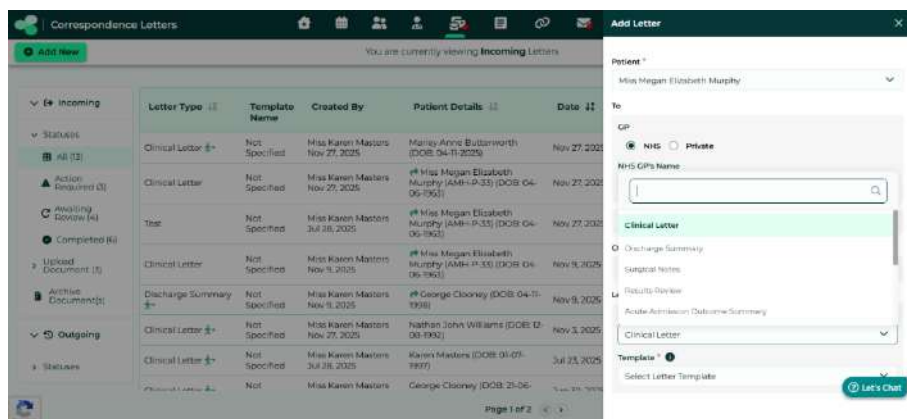 Correspondence Letters
Add Letter
Add New
You are currently viewing Incoming Letters
Patient *
Miss Megan Elizabeth Murphy
To
GP
NHS
Private
NHS GP's Name
Clinical Letter
Discharge Summary
Surgical Notes
Results Review
Acute Admission Outcome Summary
Clinical Letter
Template *
Select Letter Template
Let's Chat
Incoming
Statuses
All (13)
Action
Required (3)
Awaiting
Review (4)
Completed (6)
Upload
Document (3)
Archive
Document(s)
Outgoing
Statuses
Letter Type
Template
Name
Created By
Patient Details
Date
Clinical Letter
Not
Specified
Miss Karen Masters
Nov 27, 2025
Marley Anne Butterworth
(DOB: 04-11-2025)
Nov 27, 2025
Clinical Letter
Not
Specified
Miss Karen Masters
Nov 27, 2025
Miss Megan Elizabeth
Murphy (AMH-P-33) (DOB: 04-
06-1963)
Nov 27, 2025
Test
Not
Specified
Miss Karen Masters
Jul 28, 2025
Miss Megan Elizabeth
Murphy (AMH-P-33) (DOB: 04-
06-1963)
Nov 27, 2025
Clinical Letter
Not
Specified
Miss Karen Masters
Nov 9, 2025
Miss Megan Elizabeth
Murphy (AMH-P-33) (DOB: 04-
06-1963)
Nov 9, 2025
Discharge Summary
Not
Specified
Miss Karen Masters
Nov 9, 2025
George Clooney (DOB: 04-11-
1998)
Nov 9, 2025
Clinical Letter
Not
Specified
Miss Karen Masters
Nov 27, 2025
Nathan John Williams (DOB: 12-
08-1992)
Nov 3, 2025
Clinical Letter
Not
Specified
Miss Karen Masters
Jul 28, 2025
Karen Masters (DOB: 01-07-
1997)
Jul 23, 2025
Clinical Letter
Not
Miss Karen Masters
George Clooney (DOB: 21-06-
Page 1 of 2